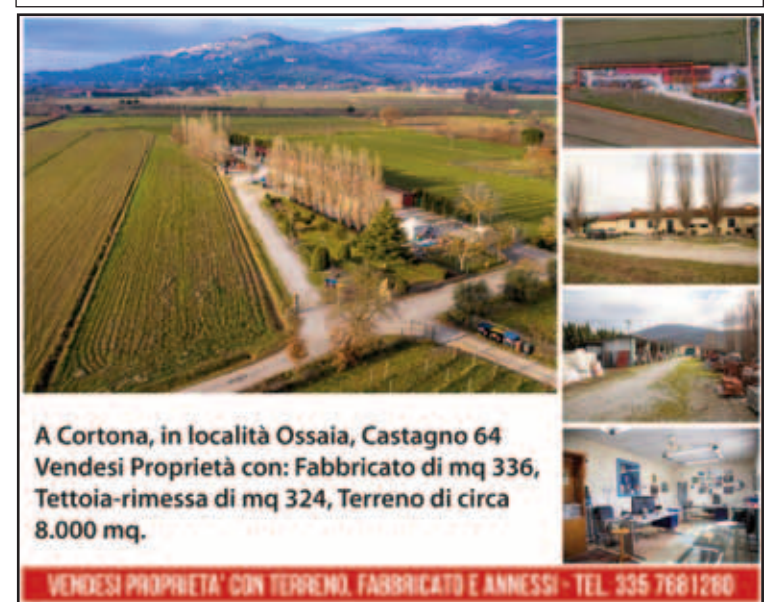 A Cortona, in località Ossaia, Castagno 64
Vendesi Proprietà con: Fabbricato di mq 336,
Tettoia-rimessa di mq 324, Terreno di circa
8.000 mq.
VENDESI PROPRIETA' CON TERRENO, FABBRICATO E ANNESSI - TEL. 335 7681280